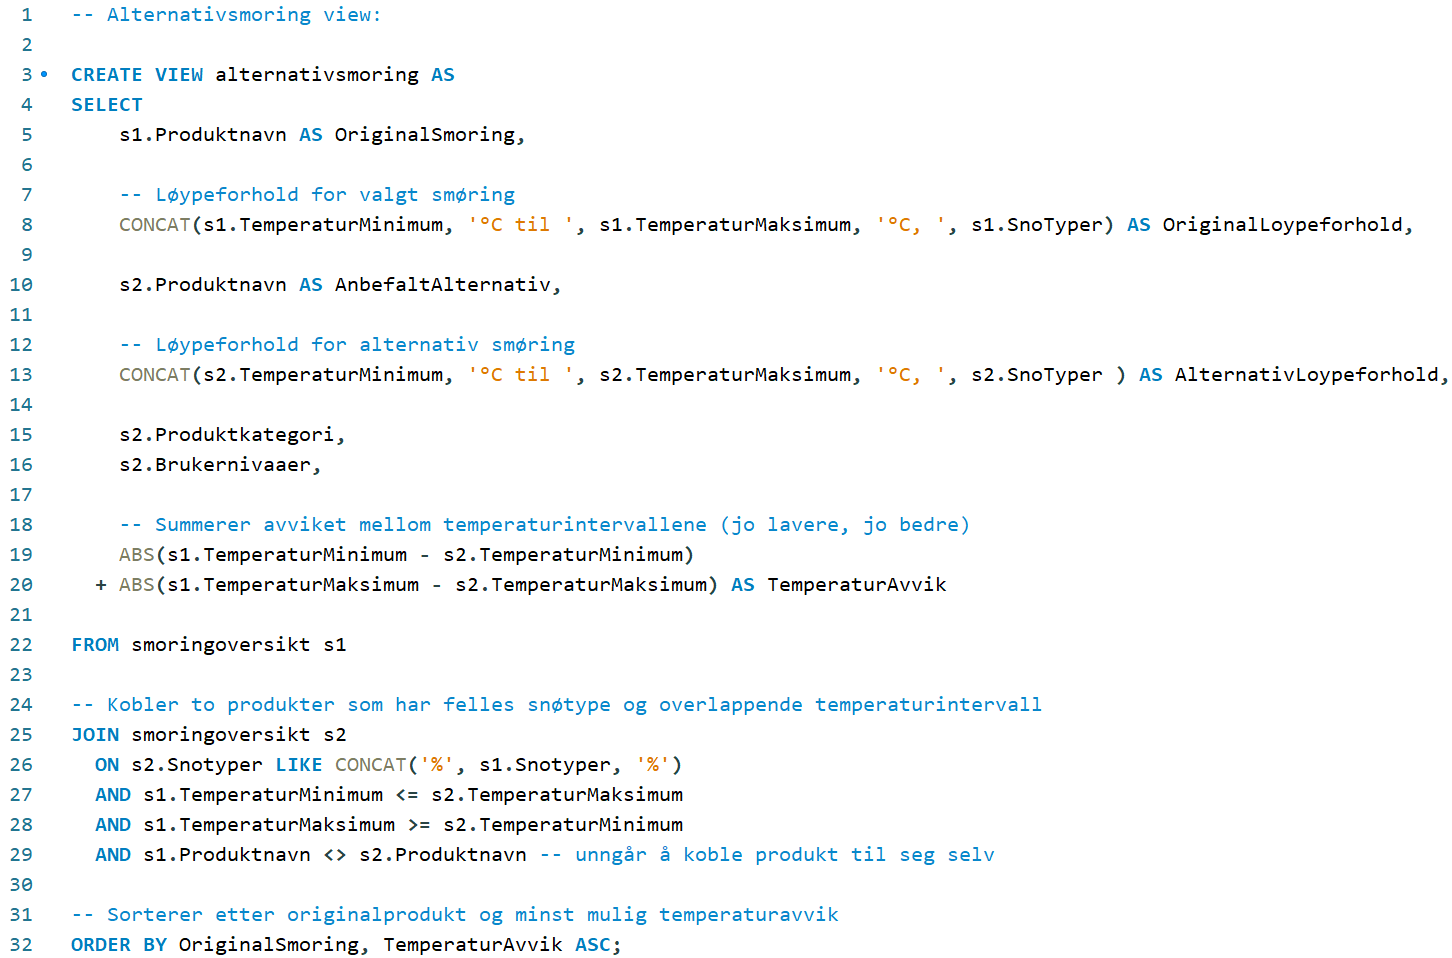 1 -- Alternativsmoring view:
2
3 CREATE VIEW alternativsmoring AS
4 SELECT
5 s1.Produktnavn AS OriginalSmoring,
6
7 -- Løypeforhold for valgt smøring
8 CONCAT(s1.TemperaturMinimum, '°C til ', s1.TemperaturMaksimum, '°C, ', s1.SnoTyper) AS OriginalLoypeforhold,
9
10 s2.Produktnavn AS AnbefaltAlternativ,
11
12 -- Løypeforhold for alternativ smøring
13 CONCAT(s2.TemperaturMinimum, '°C til ', s2.TemperaturMaksimum, '°C, ', s2.SnoTyper ) AS AlternativLoypeforhold,
14
15 s2.Produktkategori,
16 s2.Brukernivaaer,
17
18 -- Summerer avviket mellom temperaturintervallene (jo lavere, jo bedre)
19 ABS(s1.TemperaturMinimum - s2.TemperaturMinimum)
20 + ABS(s1.TemperaturMaksimum - s2.TemperaturMaksimum) AS TemperaturAvvik
21
22 FROM smoringoversikt s1
23
24 -- Kobler to produkter som har felles snøtype og overlappende temperaturintervall
25 JOIN smoringoversikt s2
26 ON s2.Snotyper LIKE CONCAT('%', s1.Snotyper, '%')
27 AND s1.TemperaturMinimum <= s2.TemperaturMaksimum
28 AND s1.TemperaturMaksimum >= s2.TemperaturMinimum
29 AND s1.Produktnavn <> s2.Produktnavn -- unngår å koble produkt til seg selv
30
31 -- Sorterer etter originalprodukt og minst mulig temperaturavvik
32 ORDER BY OriginalSmoring, TemperaturAvvik ASC;